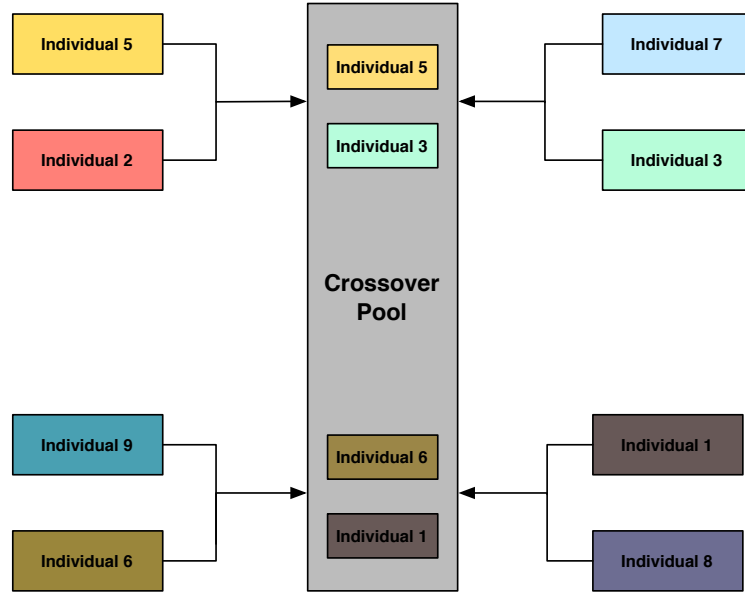 Individual 5
Individual 2
Individual 5
Individual 3
Individual 7
Individual 3
Crossover
Pool
Individual 9
Individual 6
Individual 6
Individual 1
Individual 1
Individual 8